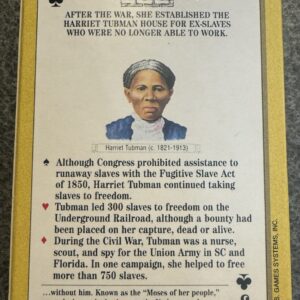 AFTER THE WAR, SHE ESTABLISHED THE
HARRIET TUBMAN HOUSE FOR EX-SLAVES
WHO WERE NO LONGER ABLE TO WORK.
Harriet Tubman (c. 1821-1913)
♠ Although Congress prohibited assistance to
runaway slaves with the Fugitive Slave Act
of 1850, Harriet Tubman continued taking
slaves to freedom.
♥ Tubman led 300 slaves to freedom on the
Underground Railroad, although a bounty had
been placed on her capture, dead or alive.
♦ During the Civil War, Tubman was a nurse,
scout, and spy for the Union Army in SC and
Florida. In one campaign, she helped to free
more than 750 slaves.
...without him. Known as the "Moses of her people,"
GAMES SYSTEMS, INC.